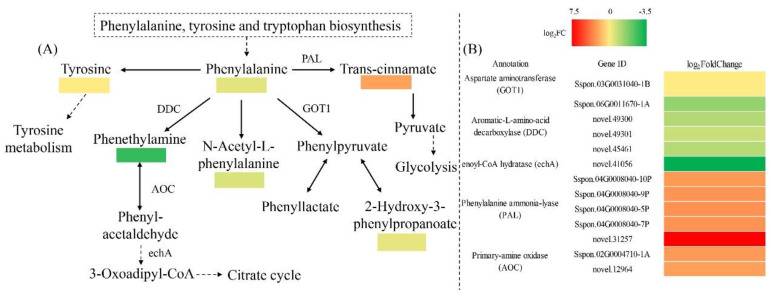 Phenylalanine, tyrosine and tryptophan biosynthesis
(A)
Tyrosine
Phenylalanine
PAL
Trans-cinnamate
DDC
GOT1
Tyrosine
metabolism
Phenethylamine
N-Acetyl-L-
phenylalanine
Phenylpyruvate
Pyruvate
Glycolysis
AOC
Phenyllactate
2-Hydroxy-3-
phenylpropanoate
Phenyl-
acetaldehydc
echA
3-Oxoadipyl-CoA
Citrate cycle
7.5 0 -3.5
log2FC
(B)
Annotation Gene 1D log2FoldChange
Aspartate aminotransferase
(GOT1)
Sspon.03G0031040-1B
Aromatic-L-amino-acid
decarboxylase (DDC)
Sspon.06G0011670-1A
novel.49300
novel.49301
novel.45461
enoyl-CoA hydratase (echA) novel.41056
Phenylalanine ammonia-lyase
(PAL)
Sspon.04G0008040-10P
Sspon.04G0008040-9P
Sspon.04G0008040-5P
Sspon.04G0008040-7P
novel.31257
Primary-amine oxidase
(AOC)
Sspon.02G0004710-1A
novel.12964